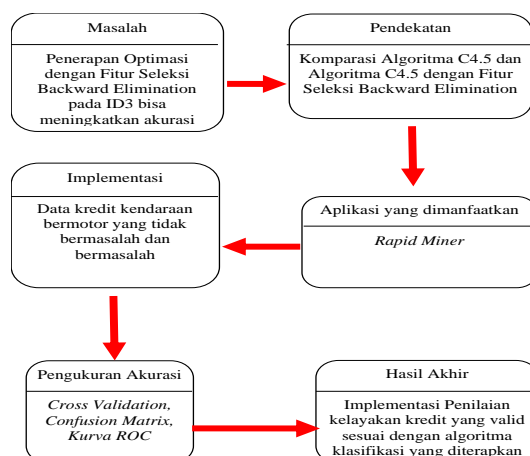 Masalah
Penerapan Optimasi
dengan Fitur Seleksi
Backward Elimination
pada ID3 bisa
meningkatkan akurasi
Pendekatan
Komparasi Algoritma C4.5 dan
Algoritma C4.5 dengan Fitur
Seleksi Backward Elimination
Implementasi
Data kredit kendaraan
bermotor yang tidak
bermasalah dan
bermasalah
Aplikasi yang dimanfaatkan
Rapid Miner
Pengukuran Akurasi
Cross Validation,
Confusion Matrix,
Kurva ROC
Hasil Akhir
Implementasi Penilaian
kelayakan kredit yang valid
sesuai dengan algoritma
klasifikasi yang diterapkan